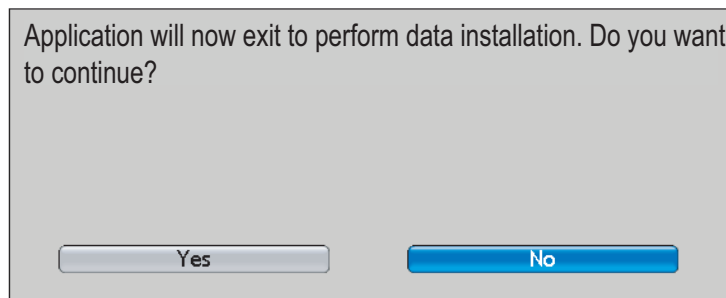 Application will now exit to perform data installation. Do you want
to continue?
Yes
No